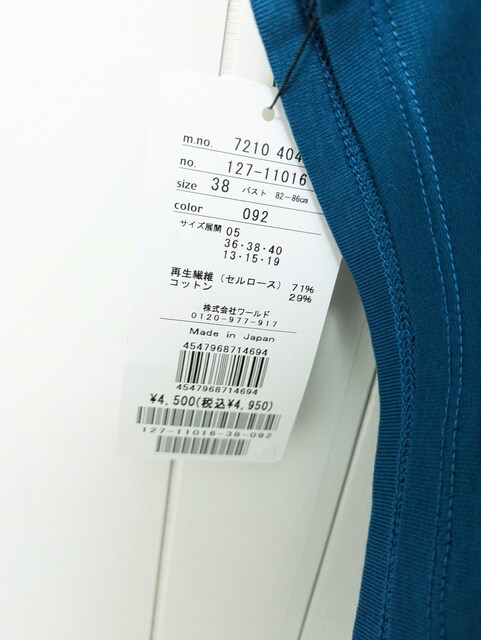 m.no. 7210 404
no. 127-11016
size 38 バスト 82-86cm
color 092
サイズ展開 05
36・38・40
13・15・19
再生繊維(セルロース) 71%
コットン 29%
株式会社ワールド
0120-977-917
Made in Japan
4547968714694
4547968714694
¥4,500(税込¥4,950)
127-11016-38-092